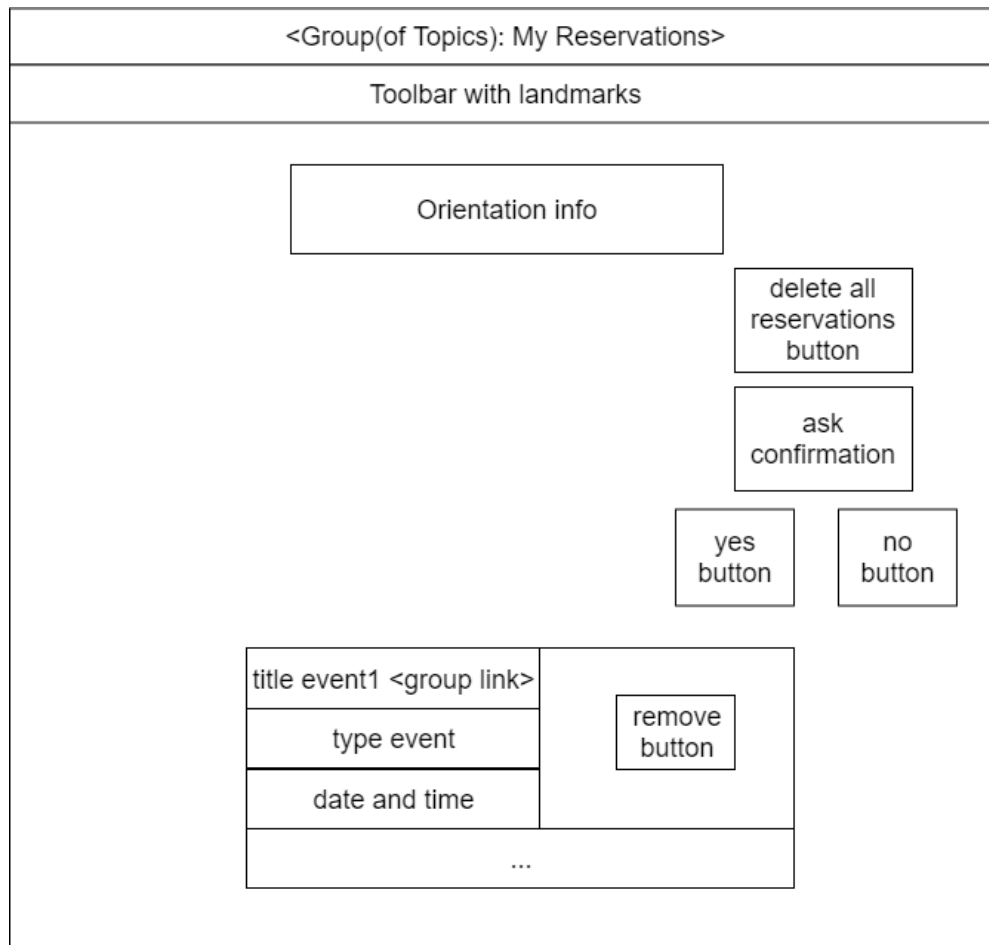 <Group(of Topics): My Reservations>
Toolbar with landmarks
Orientation info
delete all
reservations
button
ask
confirmation
yes
button
no
button
title event1 <group link>
type event
date and time
remove
button
...